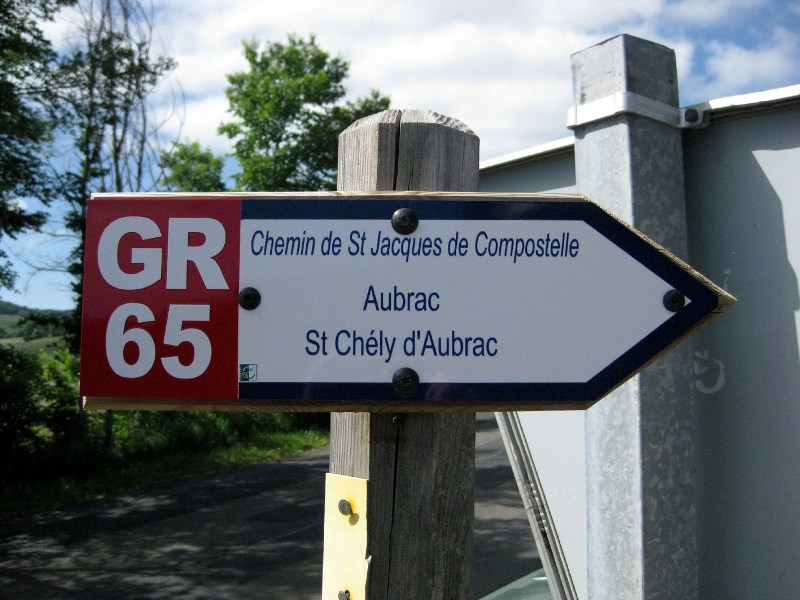 GR
65
Chemin de St Jacques de Compostelle
Aubrac
St Chély d'Aubrac